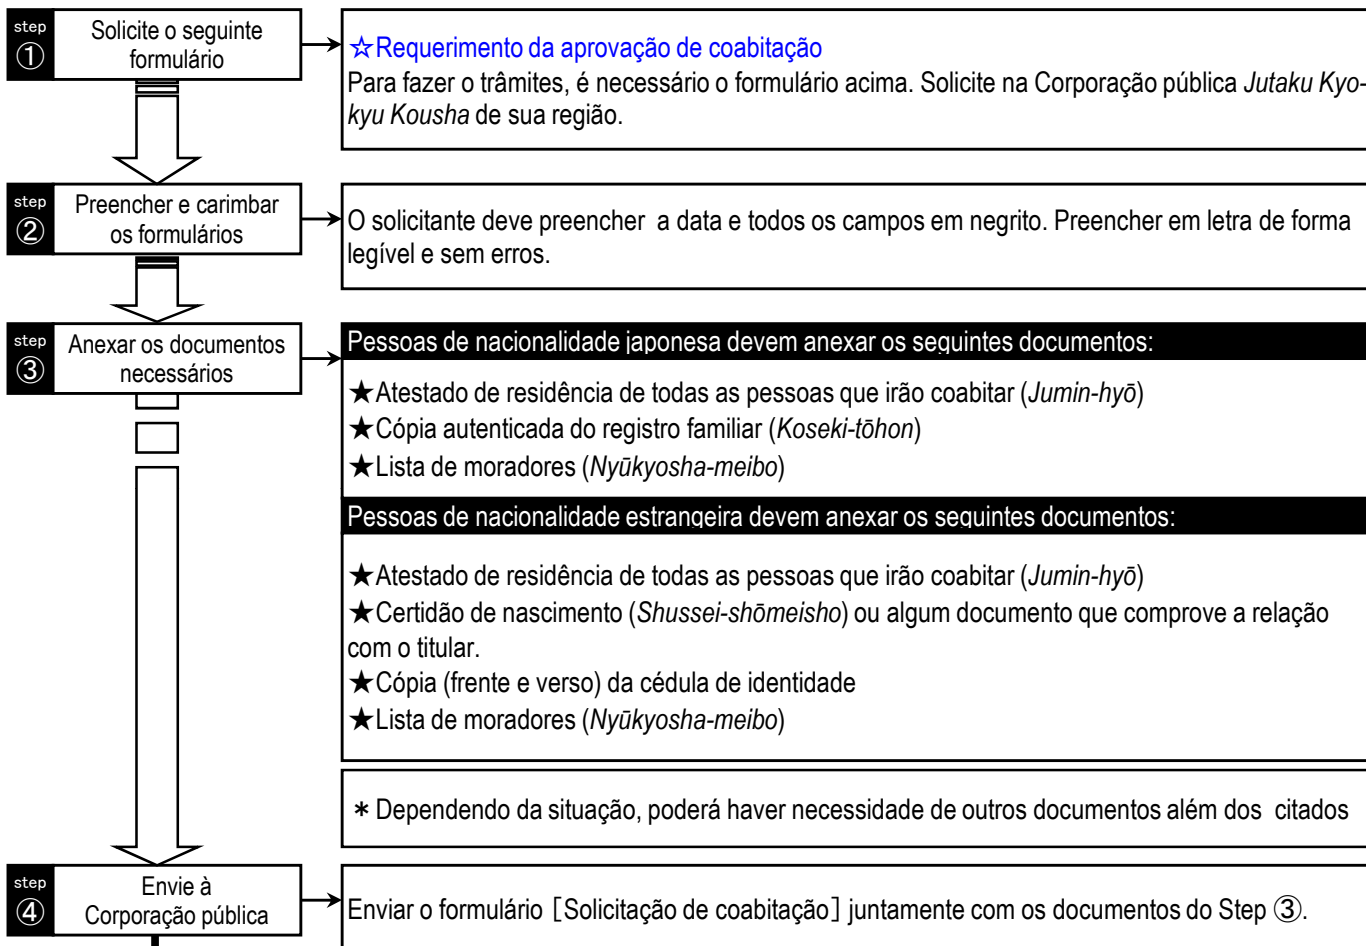 step
①
Solicite o seguinte
formulário
☆Requerimento da aprovação de coabitação
Para fazer o trâmites, é necessário o formulário acima. Solicite na Corporação pública Jutaku Kyo-
kyu Kousha de sua região.
step
②
Preencher e carimbar
os formulários
O solicitante deve preencher a data e todos os campos em negrito. Preencher em letra de forma
legível e sem erros.
step
③
Anexar os documentos
necessários
Pessoas de nacionalidade japonesa devem anexar os seguintes documentos:
★Atestado de residência de todas as pessoas que irão coabitar (Jumin-hyō)
★Cópia autenticada do registro familiar (Koseki-tōhon)
★Lista de moradores (Nyūkyosha-meibo)
Pessoas de nacionalidade estrangeira devem anexar os seguintes documentos:
★Atestado de residência de todas as pessoas que irão coabitar (Jumin-hyō)
★Certidão de nascimento (Shussei-shōmeisho) ou algum documento que comprove a relação
com o titular.
★Cópia (frente e verso) da cédula de identidade
★Lista de moradores (Nyūkyosha-meibo)
* Dependendo da situação, poderá haver necessidade de outros documentos além dos citados
step
④
Envie à
Corporação pública
Enviar o formulário [Solicitação de coabitação] juntamente com os documentos do Step ③.